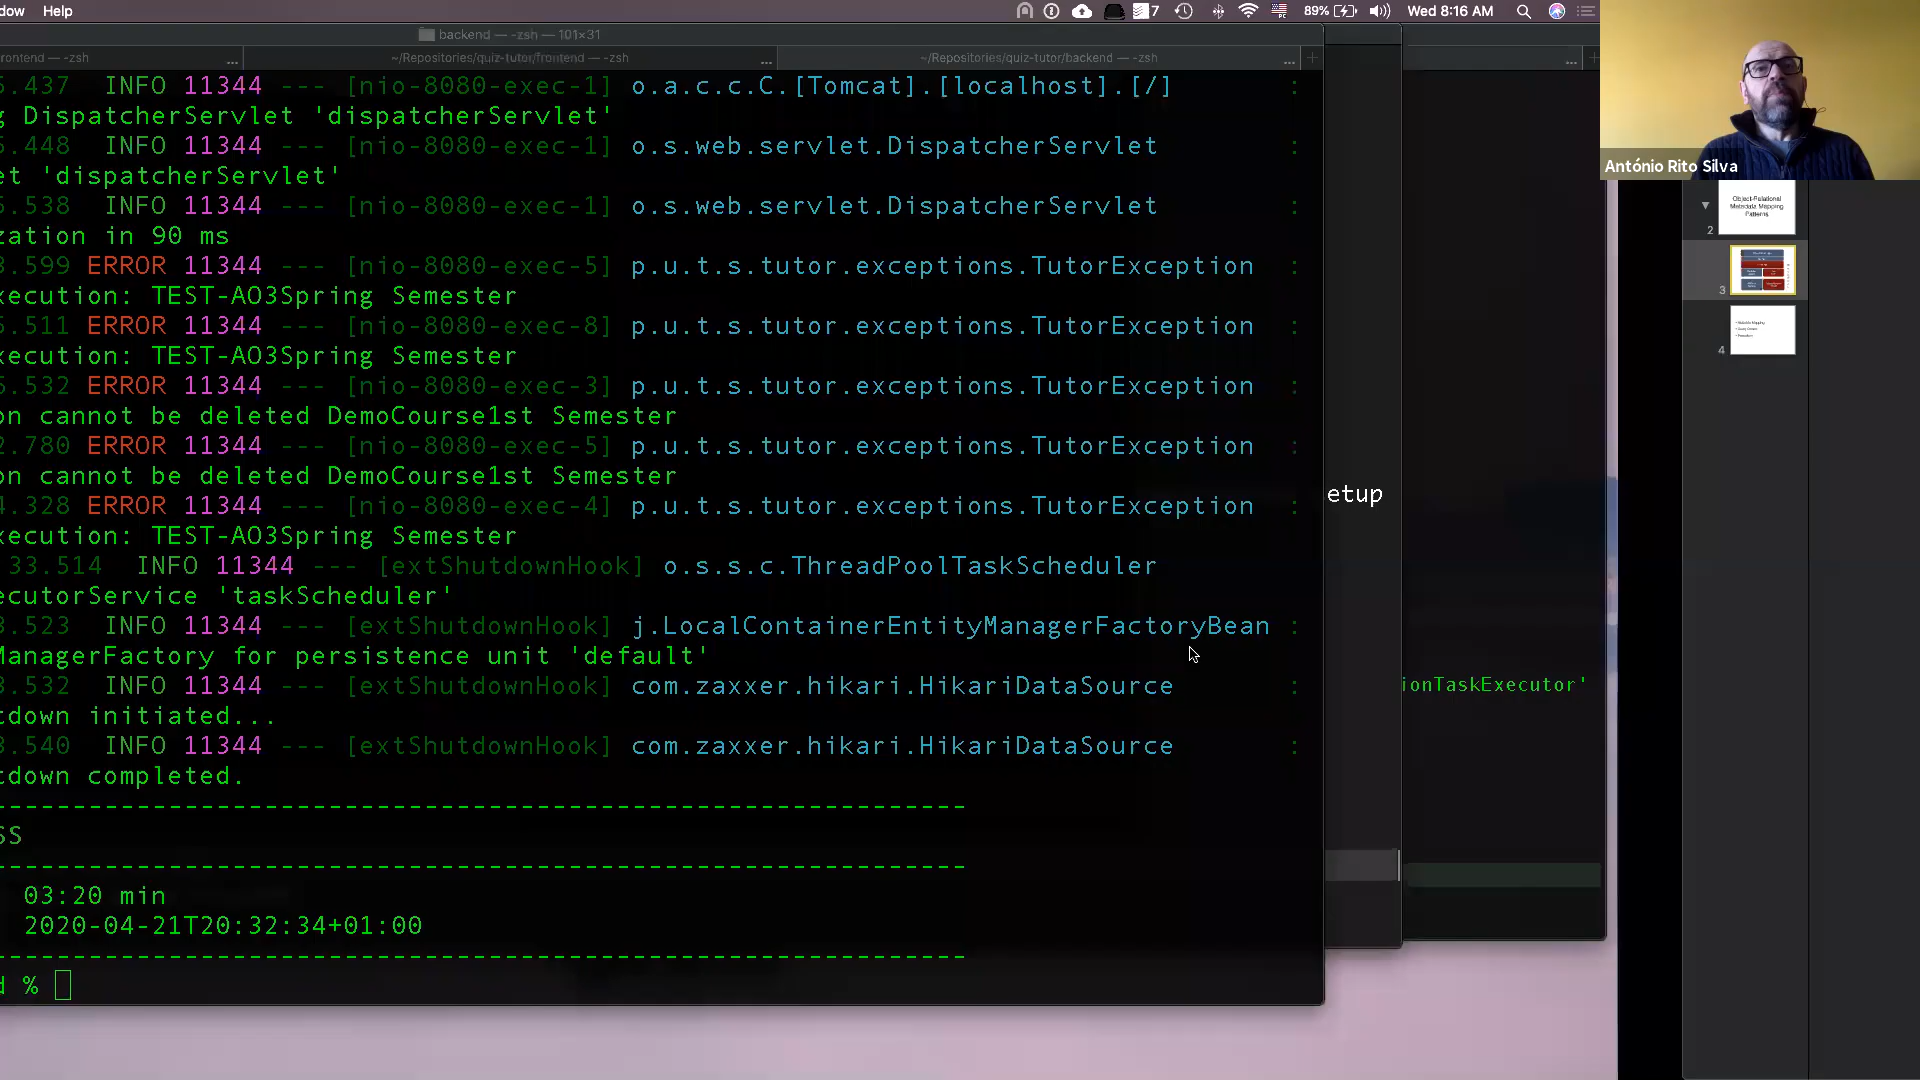 dow Help
7 89% Wed 8:16 AM
backend — -zsh — 101×31
rontend — -zsh ... ~/Repositories/quiz-tutor/frontend — -zsh ... ~/Repositories/quiz-tutor/backend — -zsh ... + ...
.437 INFO 11344 --- [nio-8080-exec-1] o.a.c.c.C.[Tomcat].[localhost].[/] :
g DispatcherServlet 'dispatcherServlet'
.448 INFO 11344 --- [nio-8080-exec-1] o.s.web.servlet.DispatcherServlet :
et 'dispatcherServlet'
.538 INFO 11344 --- [nio-8080-exec-1] o.s.web.servlet.DispatcherServlet :
zation in 90 ms
.599 ERROR 11344 --- [nio-8080-exec-5] p.u.t.s.tutor.exceptions.TutorException :
xecution: TEST-AO3Spring Semester
.511 ERROR 11344 --- [nio-8080-exec-8] p.u.t.s.tutor.exceptions.TutorException :
xecution: TEST-AO3Spring Semester
.532 ERROR 11344 --- [nio-8080-exec-3] p.u.t.s.tutor.exceptions.TutorException :
on cannot be deleted DemoCourse1st Semester
.780 ERROR 11344 --- [nio-8080-exec-5] p.u.t.s.tutor.exceptions.TutorException :
on cannot be deleted DemoCourse1st Semester
.328 ERROR 11344 --- [nio-8080-exec-4] p.u.t.s.tutor.exceptions.TutorException :
xecution: TEST-AO3Spring Semester
33.514 INFO 11344 --- [extShutdownHook] o.s.s.c.ThreadPoolTaskScheduler
ecutorService 'taskScheduler'
.523 INFO 11344 --- [extShutdownHook] j.LocalContainerEntityManagerFactoryBean :
ManagerFactory for persistence unit 'default'
.532 INFO 11344 --- [extShutdownHook] com.zaxxer.hikari.HikariDataSource :
tdown initiated...
.540 INFO 11344 --- [extShutdownHook] com.zaxxer.hikari.HikariDataSource :
tdown completed.
------------------------------------------------------------
SS
------------------------------------------------------------
03:20 min
2020-04-21T20:32:34+01:00
------------------------------------------------------------
d %
etup
ionTaskExecutor'
António Rito Silva
Object-Relational
Metadata Mapping
Patterns
2
3
4